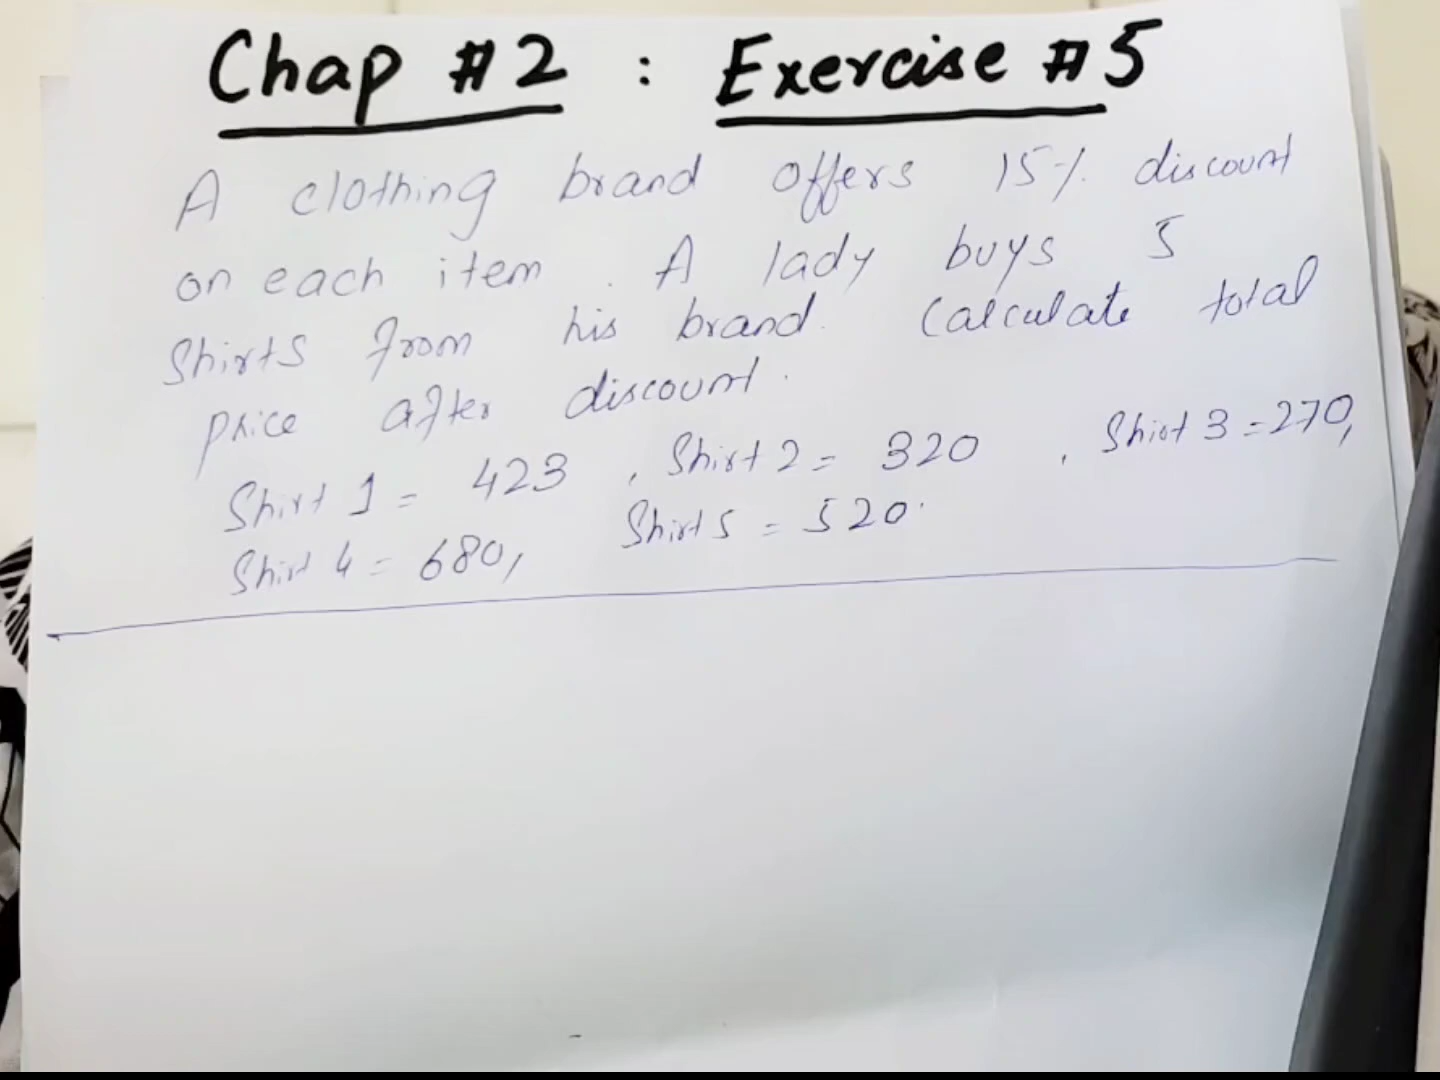 Chap #2 : Exercise #5
A clothing brand offers 15% discount
on each item. A lady buys 5
Shirts from his brand. Calculate total
price after discount.
Shirt 1 = 423, Shirt 2 = 320, Shirt 3 = 270,
Shirt 4 = 680, Shirt 5 = 520.